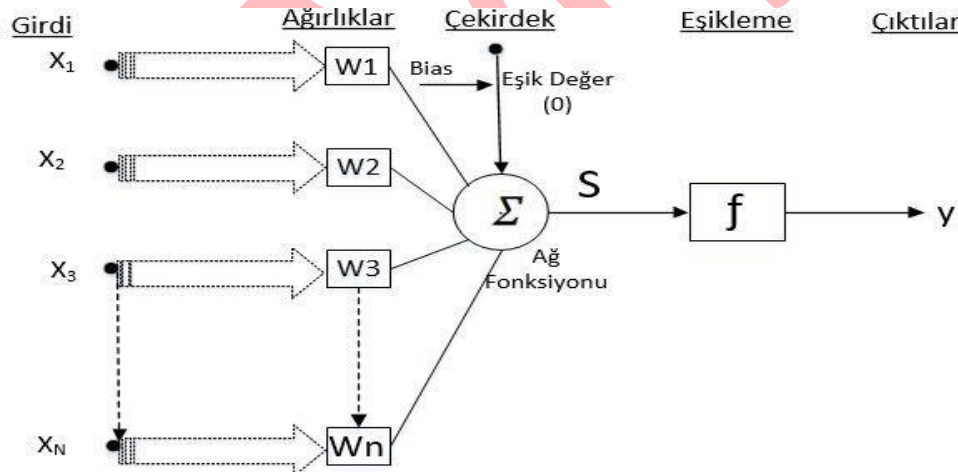 Girdi Ağırlıklar Çekirdek Eşikleme Çıktılar
X1 W1 Bias Eşik Değer
(0)
X2 W2
Σ S f y
X3 W3 Ağ
Fonksiyonu
XN Wn